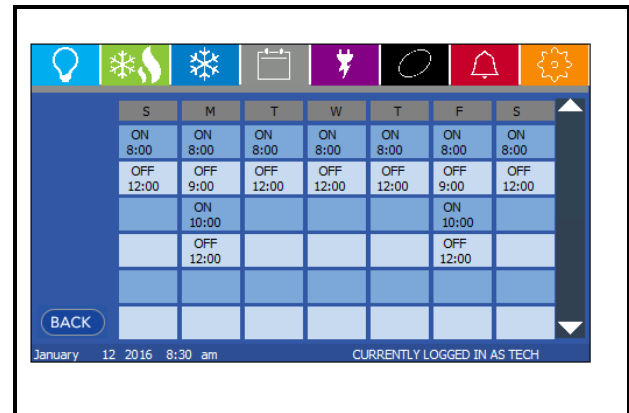 S M T W T F S
ON ON ON ON ON ON ON
8:00 8:00 8:00 8:00 8:00 8:00 8:00
OFF OFF OFF OFF OFF OFF OFF
12:00 9:00 12:00 12:00 12:00 9:00 12:00
ON ON
10:00 10:00
OFF OFF
12:00 12:00
BACK
January 12 2016 8:30 am CURRENTLY LOGGED IN AS TECH